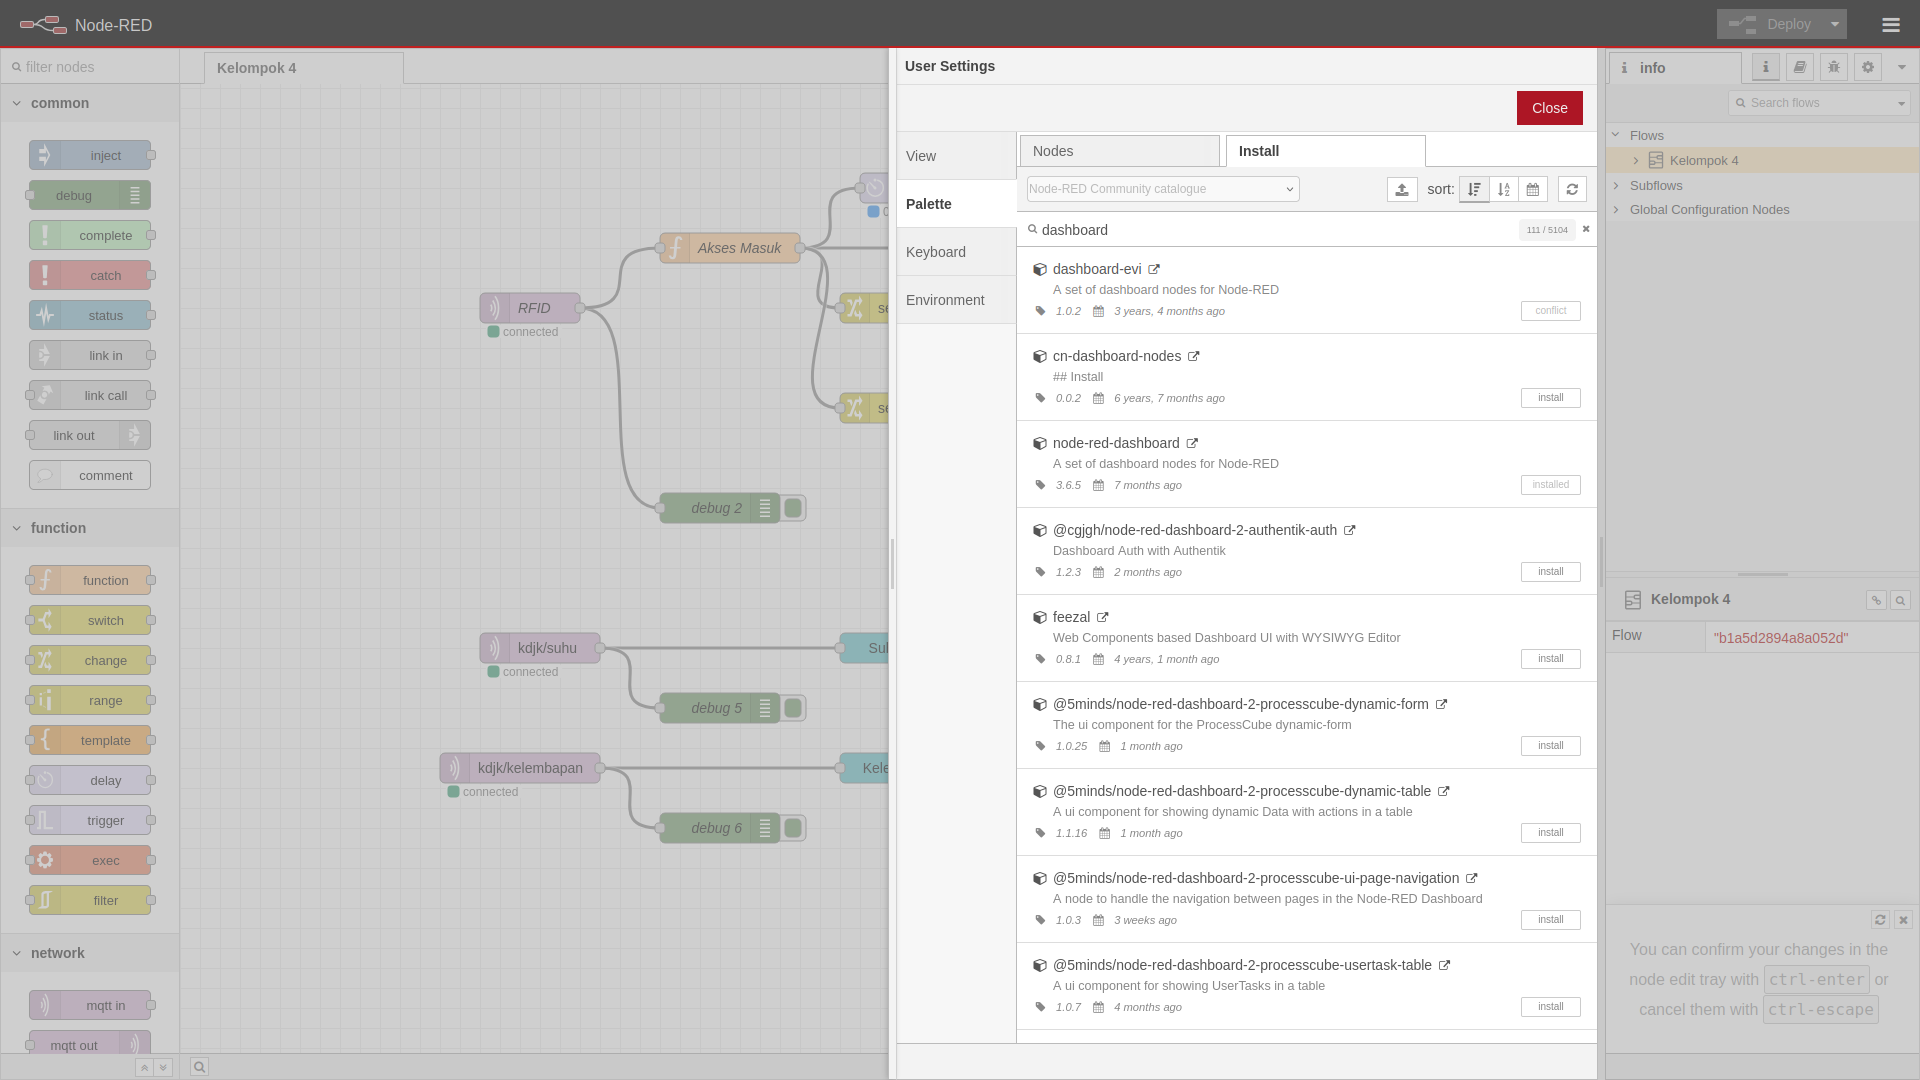 Node-RED
Deploy
filter nodes
common
inject
debug
complete
catch
status
link in
link call
link out
comment
function
function
switch
change
range
template
delay
trigger
exec
filter
network
mqtt in
mqtt out
Kelompok 4
RFID
connected
Akses Masuk
debug 2
kdjk/suhu
connected
debug 5
kdjk/kelembapan
connected
debug 6
User Settings
Close
View
Palette
Keyboard
Environment
Nodes
Install
Node-RED Community catalogue
sort:
dashboard
111 / 5104
dashboard-evi
A set of dashboard nodes for Node-RED
1.0.2 3 years, 4 months ago
conflict
cn-dashboard-nodes
## Install
0.0.2 6 years, 7 months ago
install
node-red-dashboard
A set of dashboard nodes for Node-RED
3.6.5 7 months ago
installed
@cgjgh/node-red-dashboard-2-authentik-auth
Dashboard Auth with Authentik
1.2.3 2 months ago
install
feezal
Web Components based Dashboard UI with WYSIWYG Editor
0.8.1 4 years, 1 month ago
install
@5minds/node-red-dashboard-2-processcube-dynamic-form
The ui component for the ProcessCube dynamic-form
1.0.25 1 month ago
install
@5minds/node-red-dashboard-2-processcube-dynamic-table
A ui component for showing dynamic Data with actions in a table
1.1.16 1 month ago
install
@5minds/node-red-dashboard-2-processcube-ui-page-navigation
A node to handle the navigation between pages in the Node-RED Dashboard
1.0.3 3 weeks ago
install
@5minds/node-red-dashboard-2-processcube-usertask-table
A ui component for showing UserTasks in a table
1.0.7 4 months ago
install
info
Search flows
Flows
Kelompok 4
Subflows
Global Configuration Nodes
Kelompok 4
Flow "b1a5d2894a8a052d"
You can confirm your changes in the
node edit tray with ctrl-enter or
cancel them with ctrl-escape